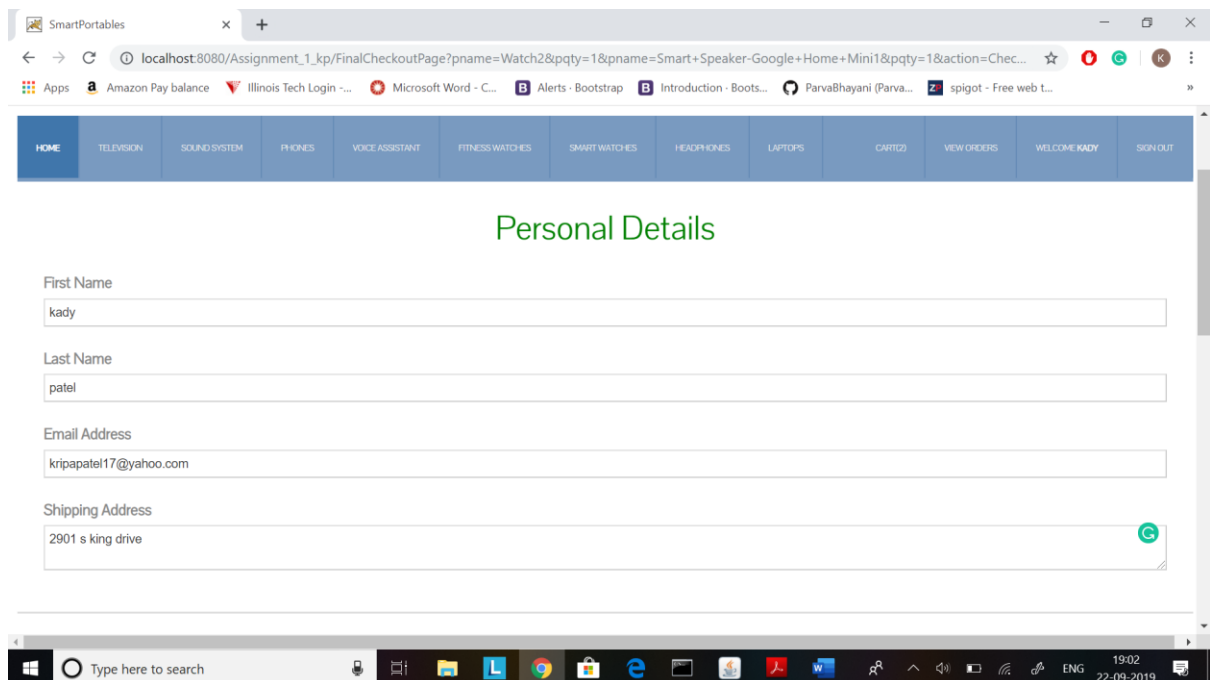 SmartPortables
localhost:8080/Assignment_1_kp/FinalCheckoutPage?pname=Watch2&pqty=1&pname=Smart+Speaker-Google+Home+Mini1&pqty=1&action=Chec... K
Apps a Amazon Pay balance Illinois Tech Login -... Microsoft Word - C... B Alerts · Bootstrap B Introduction · Boots... ParvaBhayani (Parva... ZP spigot - Free web t... »
HOME TELEVISION SOUND SYSTEM PHONES VOICE ASSISTANT FITNESS WATCHES SMART WATCHES HEADPHONES LAPTOPS CART(2) VIEW ORDERS WELCOME KADY SIGN OUT
Personal Details
First Name
kady
Last Name
patel
Email Address
kripapatel17@yahoo.com
Shipping Address
2901 s king drive
Type here to search L W ENG 19:02
22-09-2019